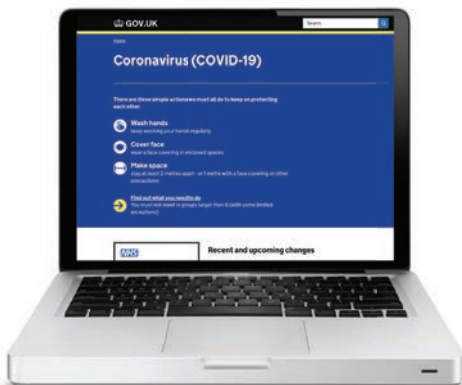 GOV.UK
Search
Home
Coronavirus (COVID-19)
There are three simple actions we must all do to keep on protecting
each other
Wash hands
keep washing your hands regularly
Cover face
wear a face covering in enclosed spaces
Make space
stay at least 2 metres apart - or 1 metre with a face covering or other
precautions
Find out what you need to do
You must not meet in groups larger than 6 (with some limited
exceptions)
NHS
Recent and upcoming changes